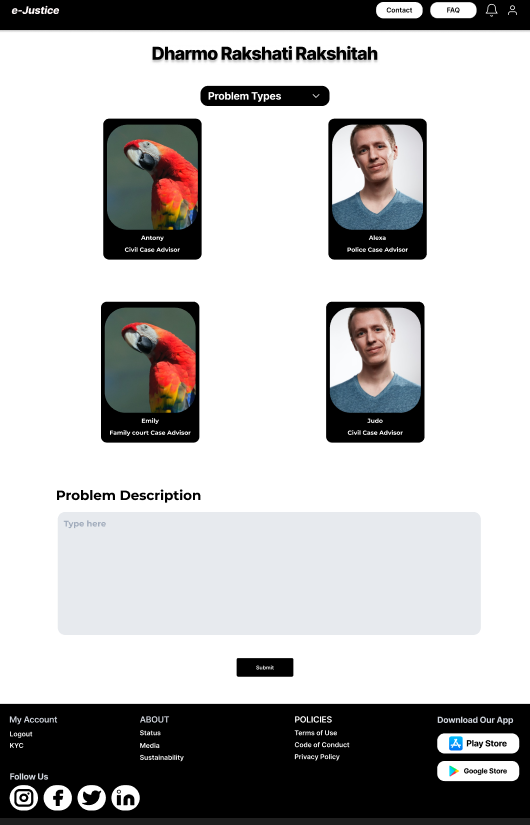 e-Justice
Contact
FAQ
Dharmo Rakshati Rakshitah
Problem Types
Antony
Civil Case Advisor
Alexa
Police Case Advisor
Emily
Family court Case Advisor
Judo
Civil Case Advisor
Problem Description
Type here
Submit
My Account
Logout
KYC
Follow Us
ABOUT
Status
Media
Sustainability
POLICIES
Terms of Use
Code of Conduct
Privacy Policy
Download Our App
Play Store
Google Store